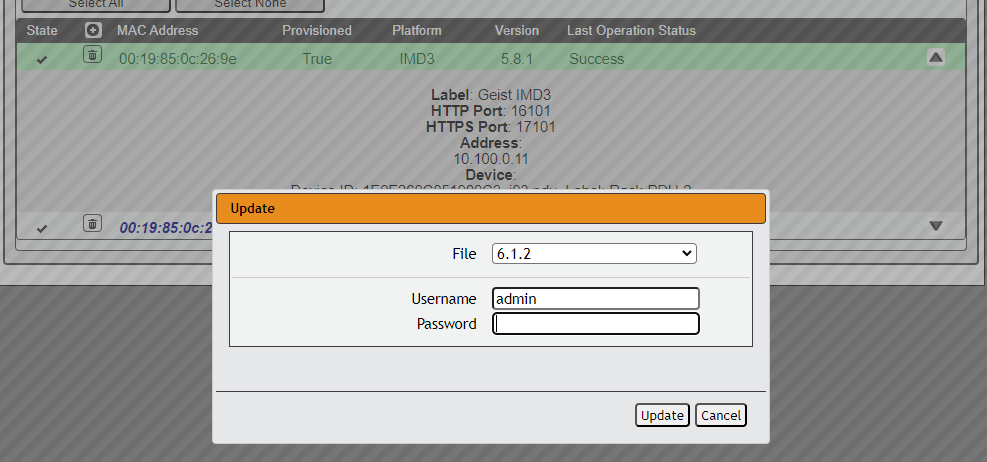 Select All Select None
State MAC Address Provisioned Platform Version Last Operation Status
00:19:85:0c:26:9e True IMD3 5.8.1 Success
Label: Geist IMD3
HTTP Port: 16101
HTTPS Port: 17101
Address:
10.100.0.11
Device:
Device ID:
00:19:85:0c:2
Update
File 6.1.2
Username admin
Password
Update Cancel